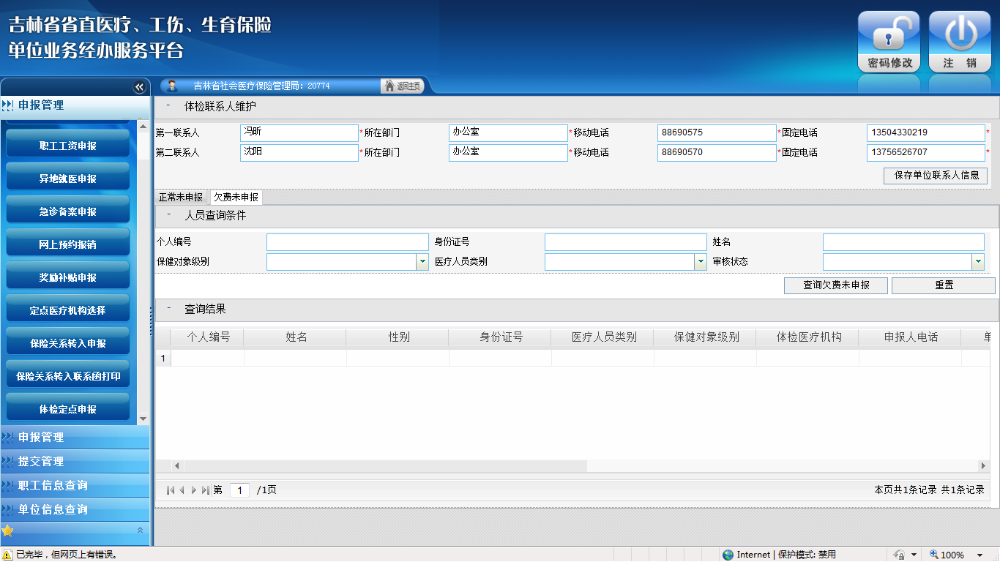 吉林省省直医疗、工伤、生育保险
单位业务经办服务平台
密码修改
注 销
吉林省社会医疗保险管理局：20774
返回主页
申报管理
职工工资申报
异地就医申报
急诊备案申报
网上预约报销
奖励补贴申报
定点医疗机构选择
保险关系转入申报
保险关系转入联系函打印
体检定点申报
申报管理
提交管理
职工信息查询
单位信息查询
- 体检联系人维护
第一联系人 冯昕 *所在部门 办公室 *移动电话 88690575 *固定电话 13504330219 *
第二联系人 沈阳 *所在部门 办公室 *移动电话 88690570 *固定电话 13756526707 *
保存单位联系人信息
正常未申报 欠费未申报
- 人员查询条件
个人编号 身份证号 姓名
保健对象级别 医疗人员类别 审核状态
查询欠费未申报 重置
- 查询结果
个人编号 姓名 性别 身份证号 医疗人员类别 保健对象级别 体检医疗机构 申报人电话 单
1
第 1 /1页 本页共1条记录 共1条记录
已完毕，但网页上有错误。 Internet | 保护模式: 禁用 100%